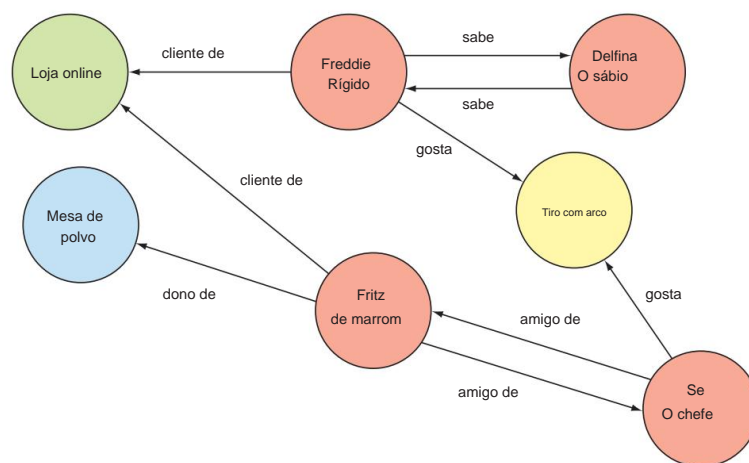 sabe
cliente de
Loja online
Freddie
Rígido
Delfina
O sábio
sabe
gosta
cliente de
Tiro com arco
Mesa de
polvo
dono de
Fritz
de marrom
gosta
amigo de
amigo de
Se
O chefe